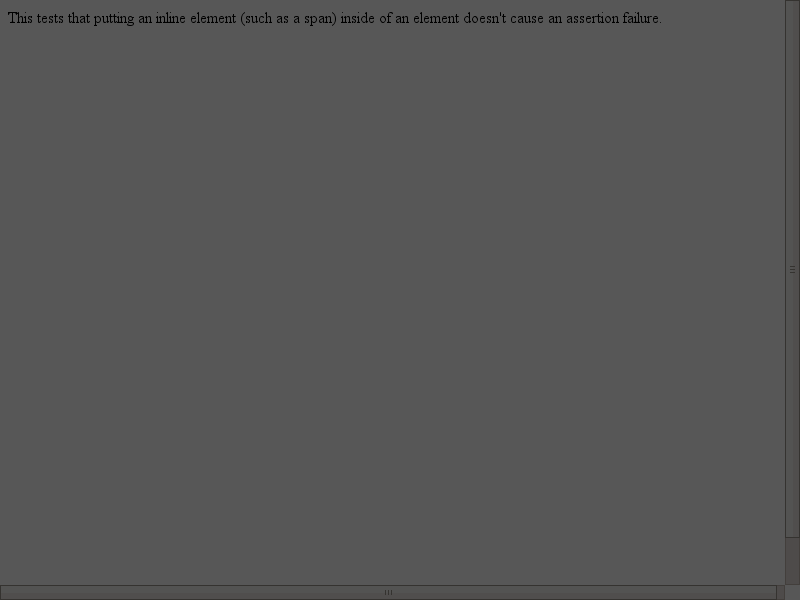 This tests that putting an inline element (such as a span) inside of an element doesn't cause an assertion failure.